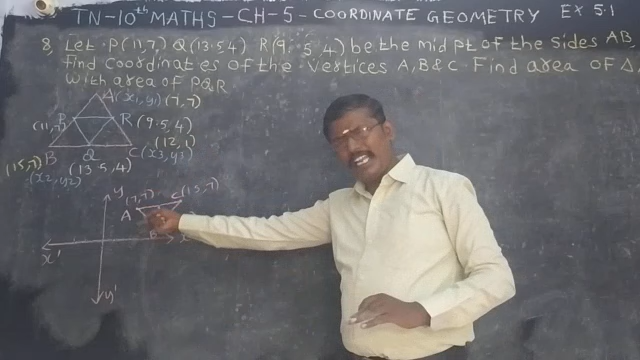 TN-10th MATHS-CH-5-COORDINATE GEOMETRY EX 5.1
8, Let P(11,7) Q(13.5 4) R(9.5 4) be the mid pt of the sides AB,
Find coordinates of the Vertices A, B & C. Find area of Δ
With area of PQR
A(x1,y1) (7,7)
P R (9.5,4)
(11,7) (12,1)
B Q C(x3,y3)
(15,7) (13.5,4)
(x2,y2)
y
(7,7) C(15,7)
A
B x
x'
y'